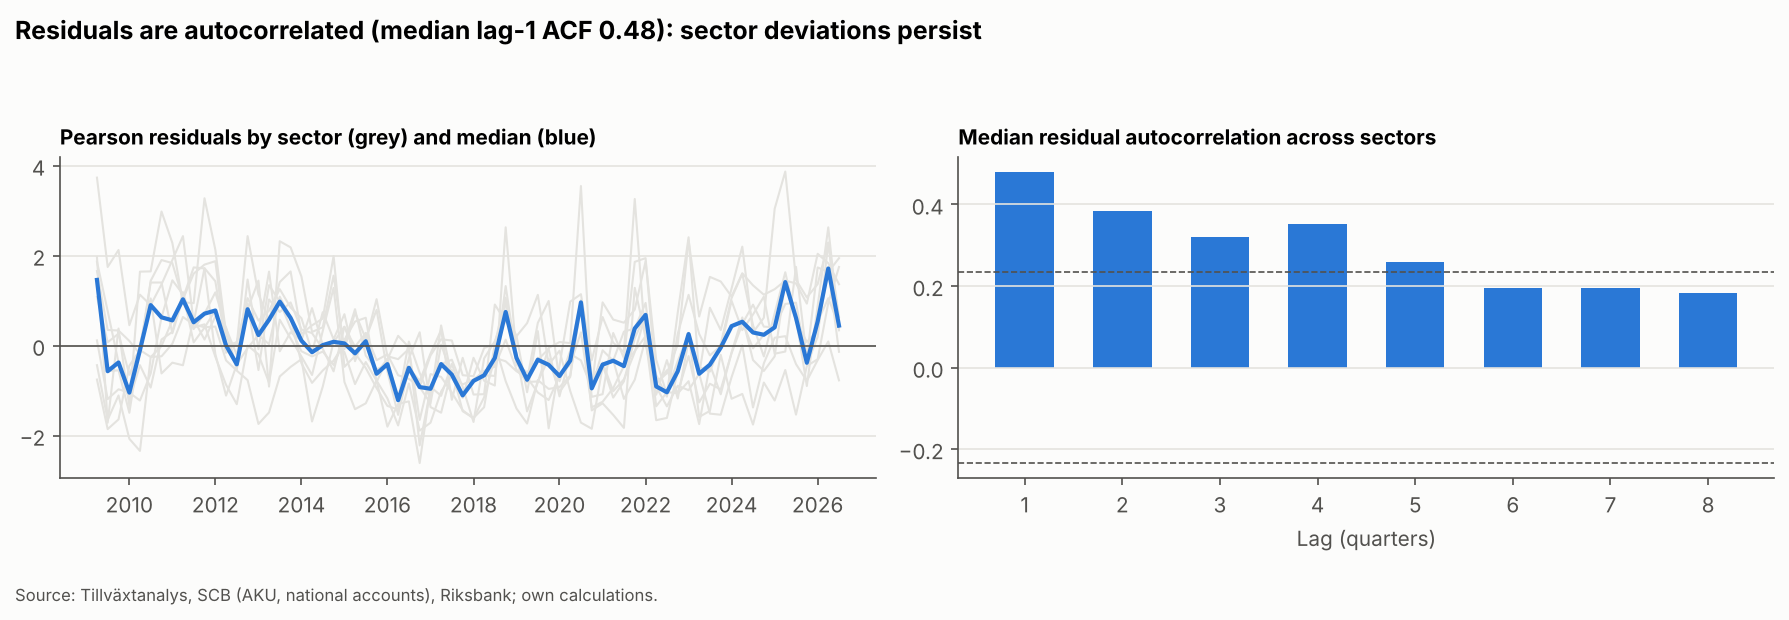 Residuals are autocorrelated (median lag-1 ACF 0.48): sector deviations persist
Pearson residuals by sector (grey) and median (blue)
4
2
0
−2
2010 2012 2014 2016 2018 2020 2022 2024 2026
Median residual autocorrelation across sectors
0.4
0.2
0.0
−0.2
1 2 3 4 5 6 7 8
Lag (quarters)
Source: Tillväxtanalys, SCB (AKU, national accounts), Riksbank; own calculations.